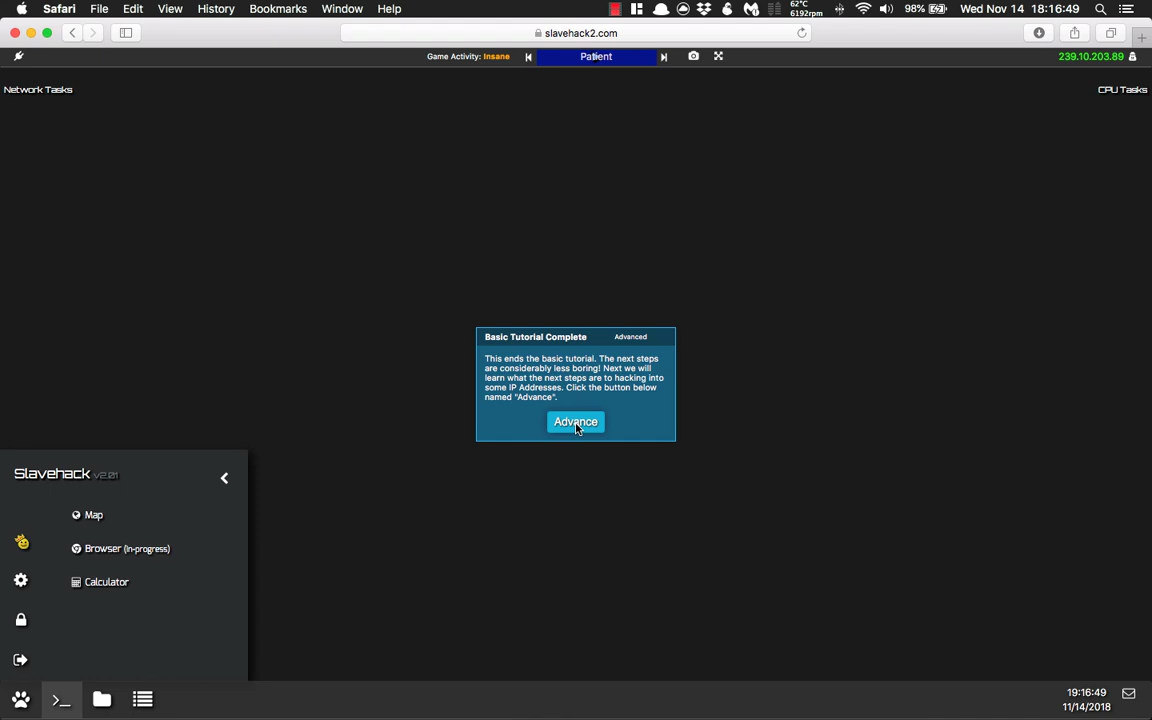 Safari File Edit View History Bookmarks Window Help
62°C
6192rpm
98%
Wed Nov 14 18:16:49
slavehack2.com
Game Activity: Insane
Patient
239.10.203.89
Network Tasks
CPU Tasks
Basic Tutorial Complete Advanced
This ends the basic tutorial. The next steps
are considerably less boring! Next we will
learn what the next steps are to hacking into
some IP Addresses. Click the button below
named "Advance".
Advance
Slavehack v2.01
Map
Browser (In-progress)
Calculator
19:16:49
11/14/2018